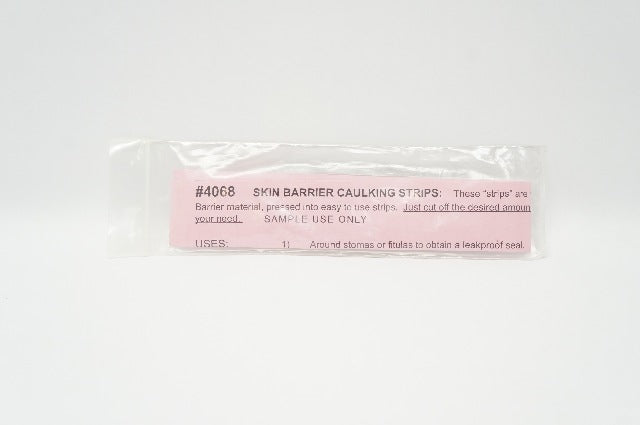 #4068 SKIN BARRIER CAULKING STRIPS: These "strips" are
Barrier material, pressed into easy to use strips. Just cut off the desired amoun
your need. SAMPLE USE ONLY
USES: 1) Around stomas or fitulas to obtain a leakproof seal.